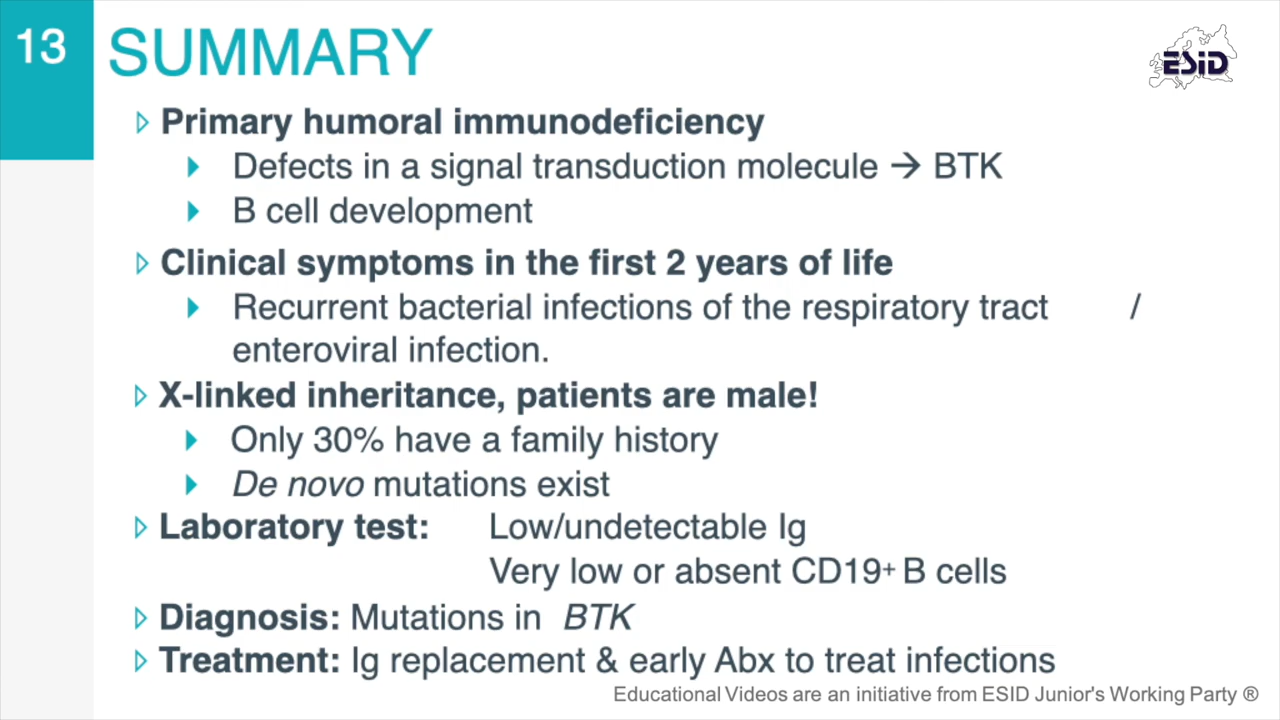 13 SUMMARY
ESiD
Primary humoral immunodeficiency
Defects in a signal transduction molecule → BTK
B cell development
Clinical symptoms in the first 2 years of life
Recurrent bacterial infections of the respiratory tract /
enteroviral infection.
X-linked inheritance, patients are male!
Only 30% have a family history
De novo mutations exist
Laboratory test: Low/undetectable Ig
Very low or absent CD19+ B cells
Diagnosis: Mutations in BTK
Treatment: Ig replacement & early Abx to treat infections
Educational Videos are an initiative from ESID Junior's Working Party ®